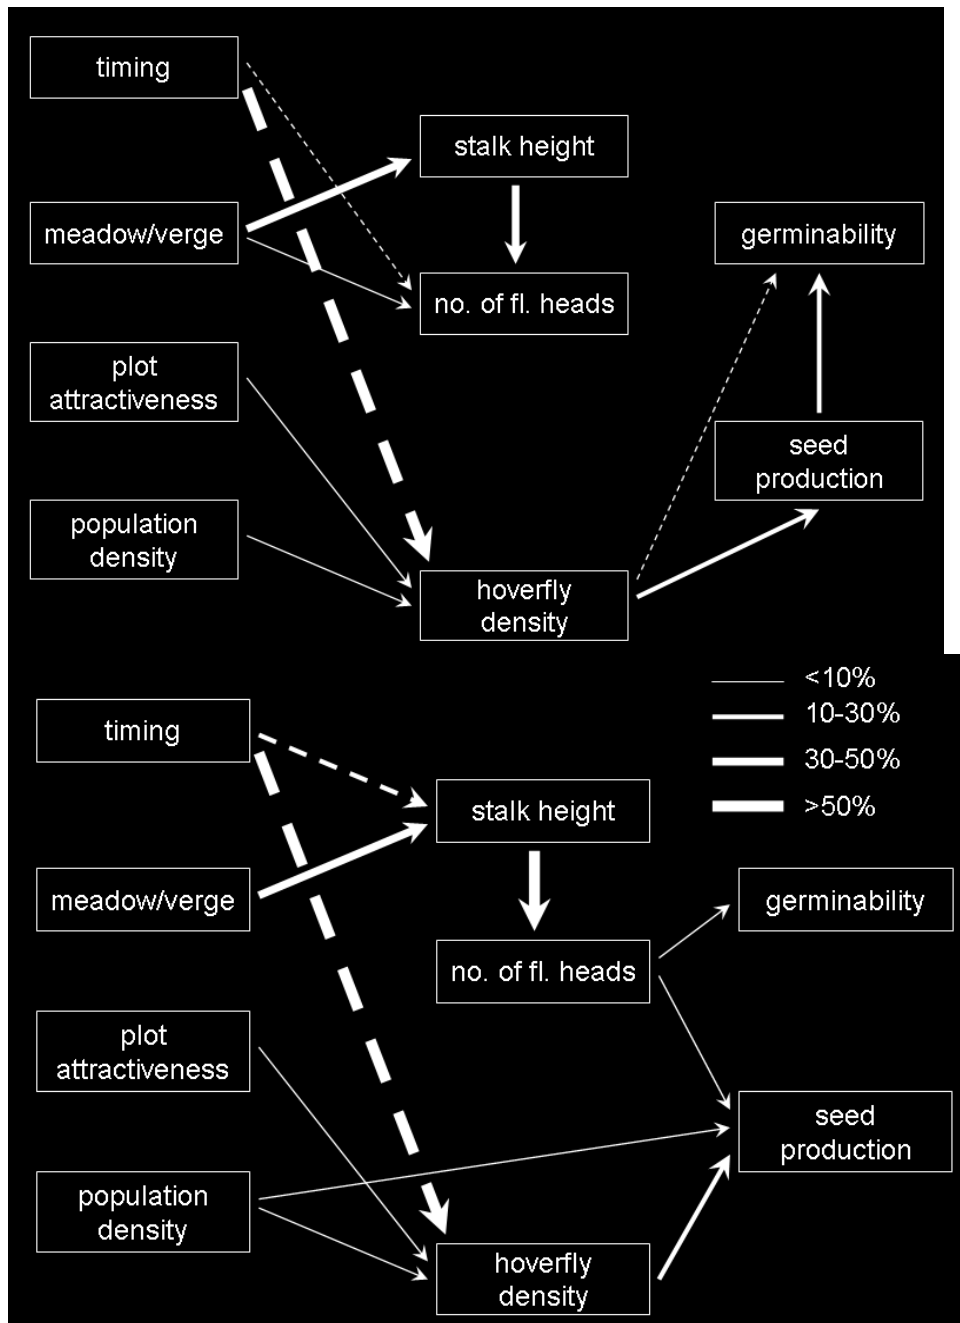 timing
stalk height
meadow/verge
germinability
no. of fl. heads
plot
attractiveness
seed
production
population
density
hoverfly
density
<10%
10-30%
30-50%
>50%
timing
stalk height
meadow/verge
germinability
no. of fl. heads
plot
attractiveness
seed
production
population
density
hoverfly
density